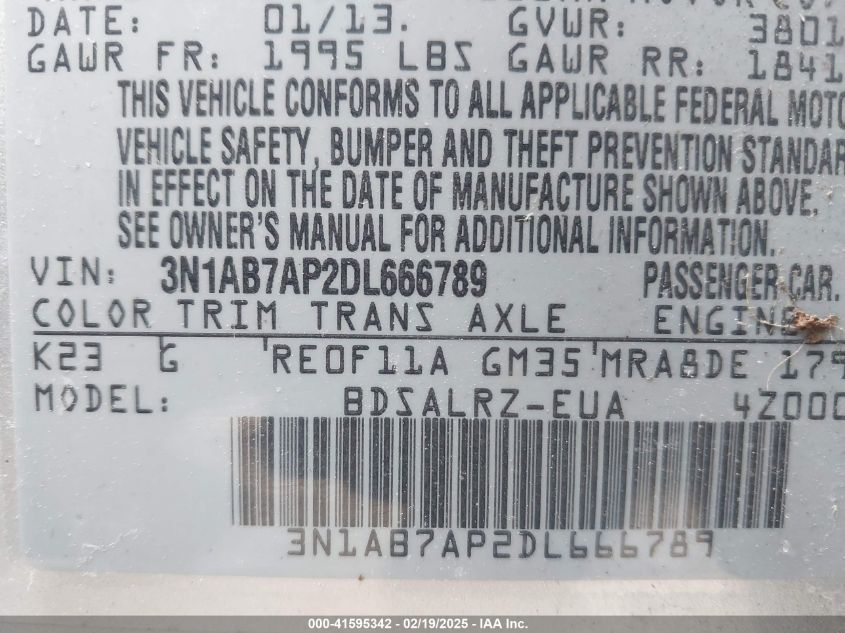 DATE: 01/13. GVWR: 3801
GAWR FR: 1995 LBS GAWR RR: 1841
THIS VEHICLE CONFORMS TO ALL APPLICABLE FEDERAL MOTO
VEHICLE SAFETY, BUMPER AND THEFT PREVENTION STANDAR
IN EFFECT ON THE DATE OF MANUFACTURE SHOWN ABOVE.
SEE OWNER'S MANUAL FOR ADDITIONAL INFORMATION.
VIN: 3N1AB7AP2DL666789 PASSENGER CAR.
COLOR TRIM TRANS AXLE ENGINE
K23 G 'RE0F11A GM35'MRA8DE 179
MODEL: BDSALRZ-EUA 4Z000
3N1AB7AP2DL666789
000-41595342 - 02/19/2025 - IAA Inc.